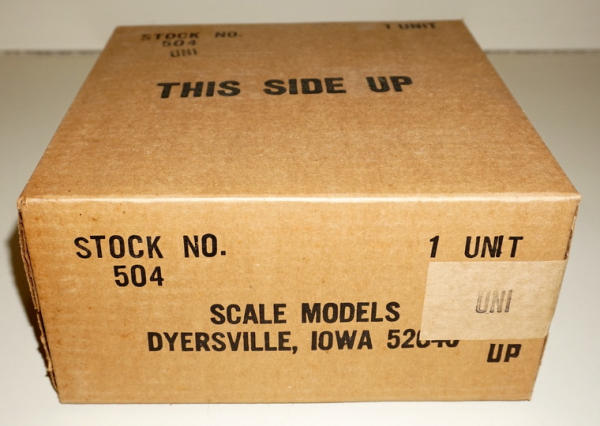 STOCK NO.
1 UNIT
504
UNI
THIS SIDE UP
STOCK NO.
1 UNIT
504
UNI
SCALE MODELS
DYERSVILLE, IOWA 52040
UP